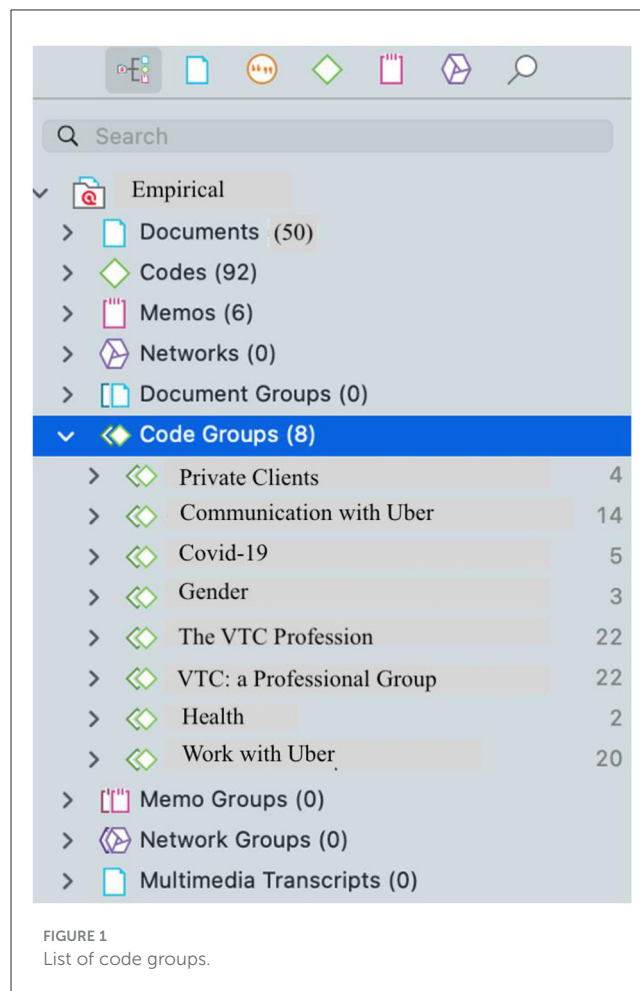 Search
Empirical
Documents (50)
Codes (92)
Memos (6)
Networks (0)
Document Groups (0)
Code Groups (8)
Private Clients 4
Communication with Uber 14
Covid-19 5
Gender 3
The VTC Profession 22
VTC: a Professional Group 22
Health 2
Work with Uber 20
Memo Groups (0)
Network Groups (0)
Multimedia Transcripts (0)
FIGURE 1
List of code groups.